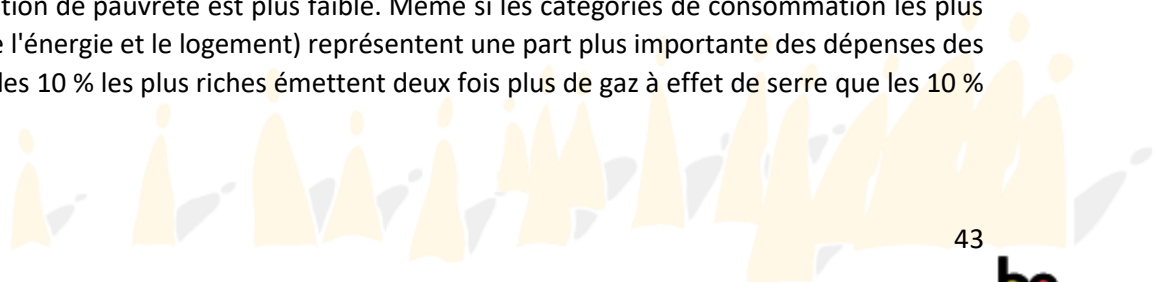 tion de pauvreté est plus faible. Même si les catégories de consommation les plus
l'énergie et le logement) représentent une part plus importante des dépenses des
les 10 % les plus riches émettent deux fois plus de gaz à effet de serre que les 10 %
43
be